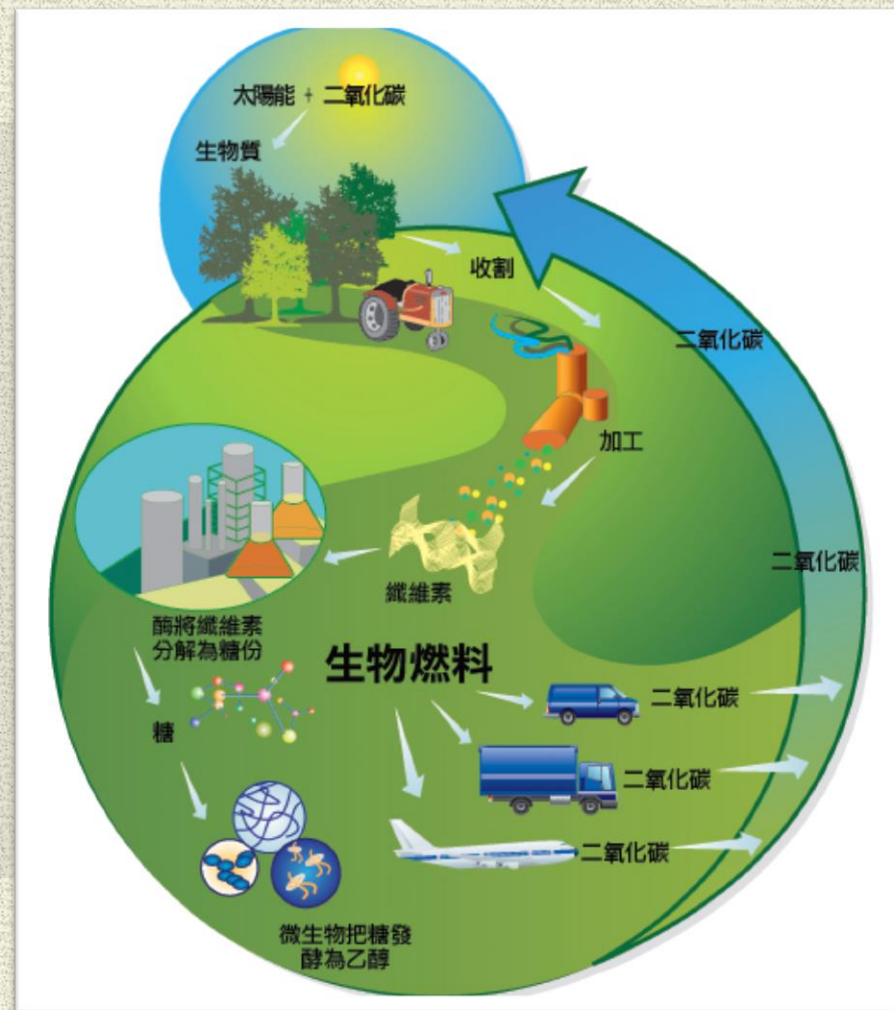 太陽能 + 二氧化碳
生物質
收割
二氧化碳
加工
二氧化碳
纖維素
酶將纖維素
分解為糖份
生物燃料
二氧化碳
糖
二氧化碳
二氧化碳
微生物把糖發
酵為乙醇